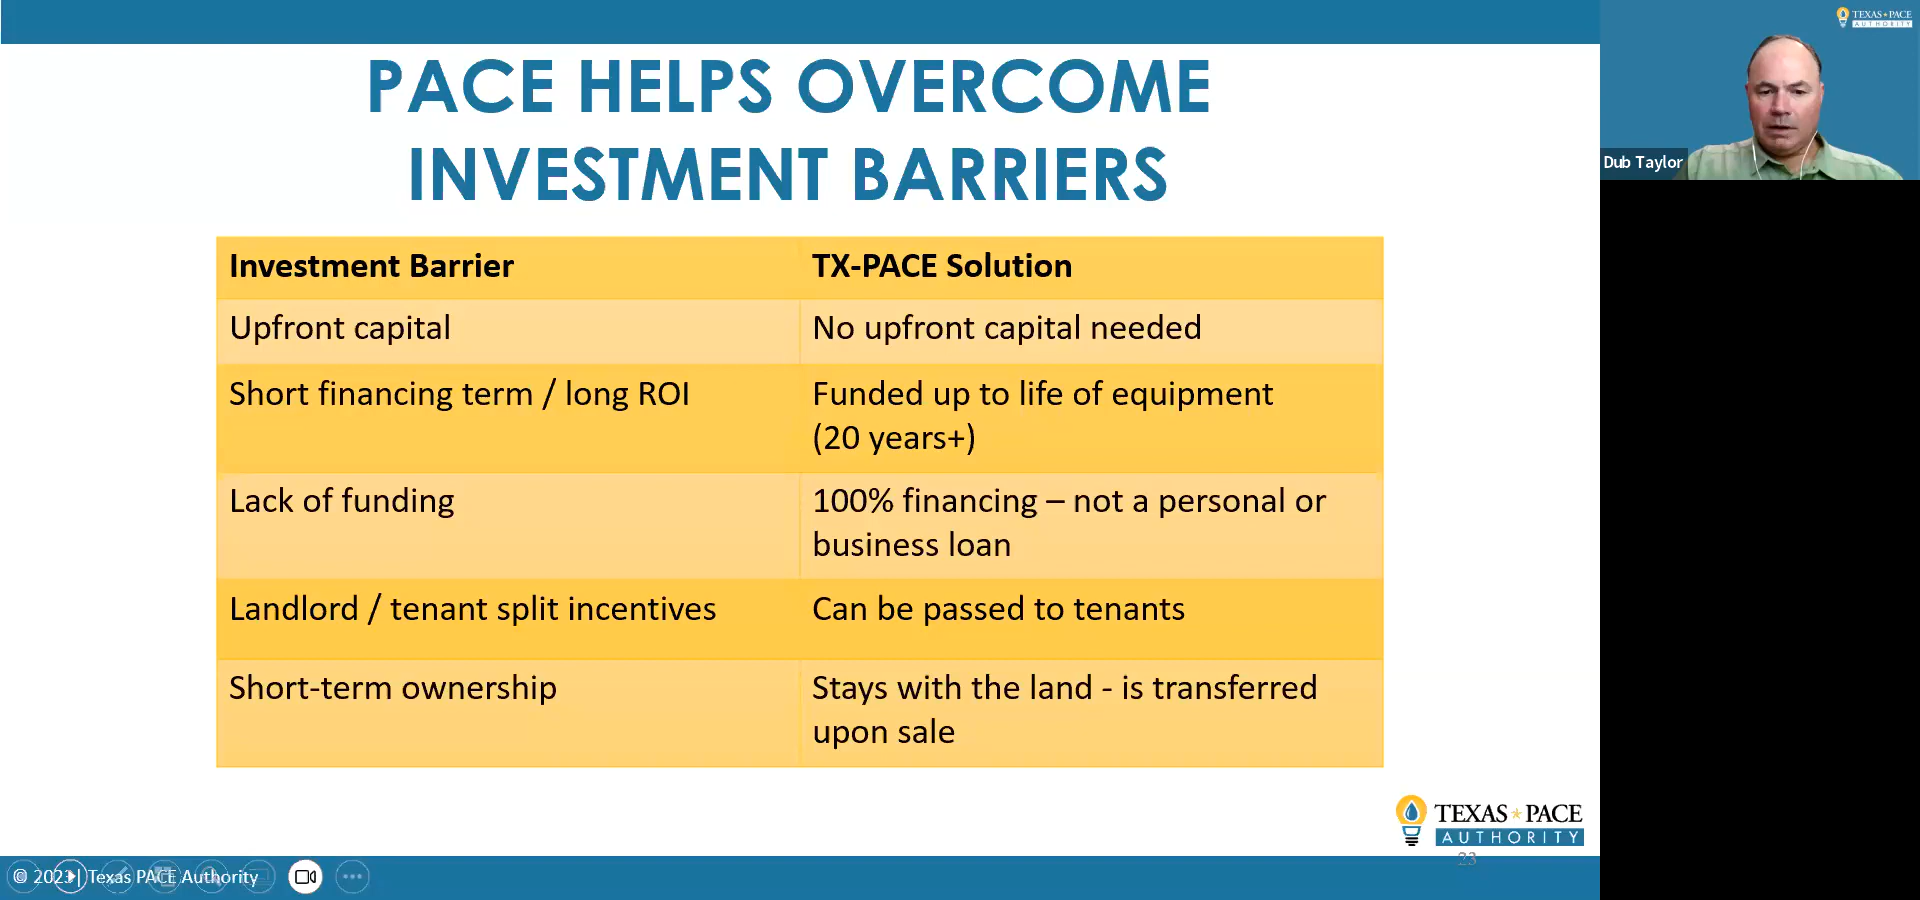 PACE HELPS OVERCOME
INVESTMENT BARRIERS
Investment Barrier
TX-PACE Solution
Upfront capital
No upfront capital needed
Short financing term / long ROI
Funded up to life of equipment
(20 years+)
Lack of funding
100% financing – not a personal or
business loan
Landlord / tenant split incentives
Can be passed to tenants
Short-term ownership
Stays with the land - is transferred
upon sale
TEXAS PACE
AUTHORITY
23
© 2023 | Texas PACE Authority
TEXAS PACE
AUTHORITY
Dub Taylor